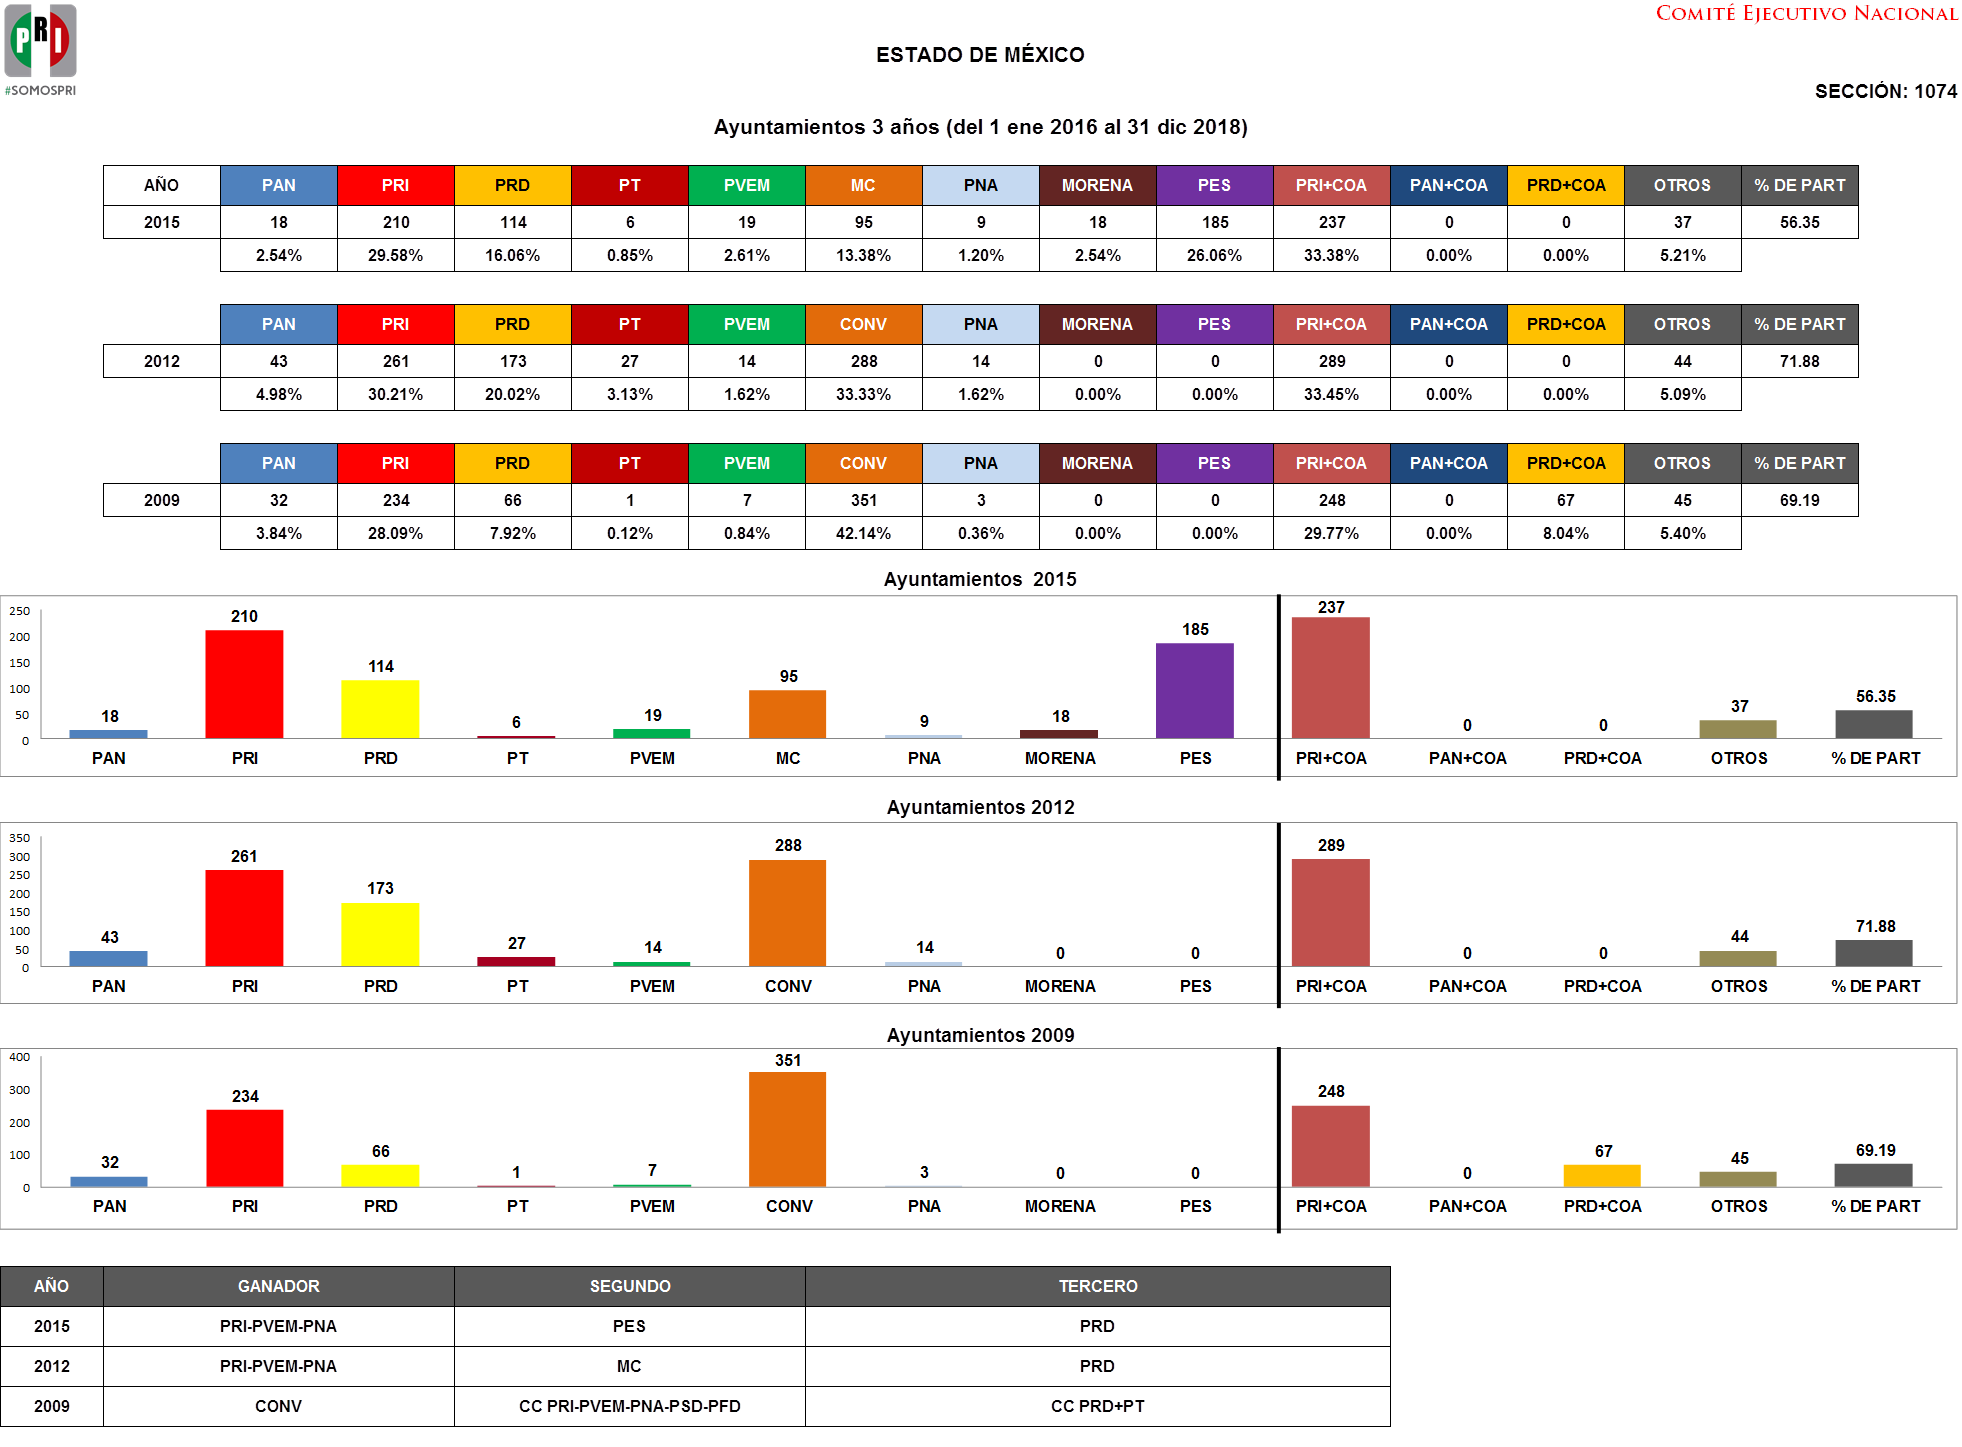 PRI
#SOMOSPRI
COMITÉ EJECUTIVO NACIONAL
ESTADO DE MÉXICO
SECCIÓN: 1074
Ayuntamientos 3 años (del 1 ene 2016 al 31 dic 2018)
AÑO PAN PRI PRD PT PVEM MC PNA MORENA PES PRI+COA PAN+COA PRD+COA OTROS % DE PART
2015 18 210 114 6 19 95 9 18 185 237 0 0 37 56.35
2.54% 29.58% 16.06% 0.85% 2.61% 13.38% 1.20% 2.54% 26.06% 33.38% 0.00% 0.00% 5.21%
PAN PRI PRD PT PVEM CONV PNA MORENA PES PRI+COA PAN+COA PRD+COA OTROS % DE PART
2012 43 261 173 27 14 288 14 0 0 289 0 0 44 71.88
4.98% 30.21% 20.02% 3.13% 1.62% 33.33% 1.62% 0.00% 0.00% 33.45% 0.00% 0.00% 5.09%
PAN PRI PRD PT PVEM CONV PNA MORENA PES PRI+COA PAN+COA PRD+COA OTROS % DE PART
2009 32 234 66 1 7 351 3 0 0 248 0 67 45 69.19
3.84% 28.09% 7.92% 0.12% 0.84% 42.14% 0.36% 0.00% 0.00% 29.77% 0.00% 8.04% 5.40%
Ayuntamientos 2015
250
200
150
100
50
0
18 210 114 6 19 95 9 18 185 237 0 0 37 56.35
PAN PRI PRD PT PVEM MC PNA MORENA PES PRI+COA PAN+COA PRD+COA OTROS % DE PART
Ayuntamientos 2012
350
300
250
200
150
100
50
0
43 261 173 27 14 288 14 0 0 289 0 0 44 71.88
PAN PRI PRD PT PVEM CONV PNA MORENA PES PRI+COA PAN+COA PRD+COA OTROS % DE PART
Ayuntamientos 2009
400
300
200
100
0
32 234 66 1 7 351 3 0 0 248 0 67 45 69.19
PAN PRI PRD PT PVEM CONV PNA MORENA PES PRI+COA PAN+COA PRD+COA OTROS % DE PART
AÑO GANADOR SEGUNDO TERCERO
2015 PRI-PVEM-PNA PES PRD
2012 PRI-PVEM-PNA MC PRD
2009 CONV CC PRI-PVEM-PNA-PSD-PFD CC PRD+PT